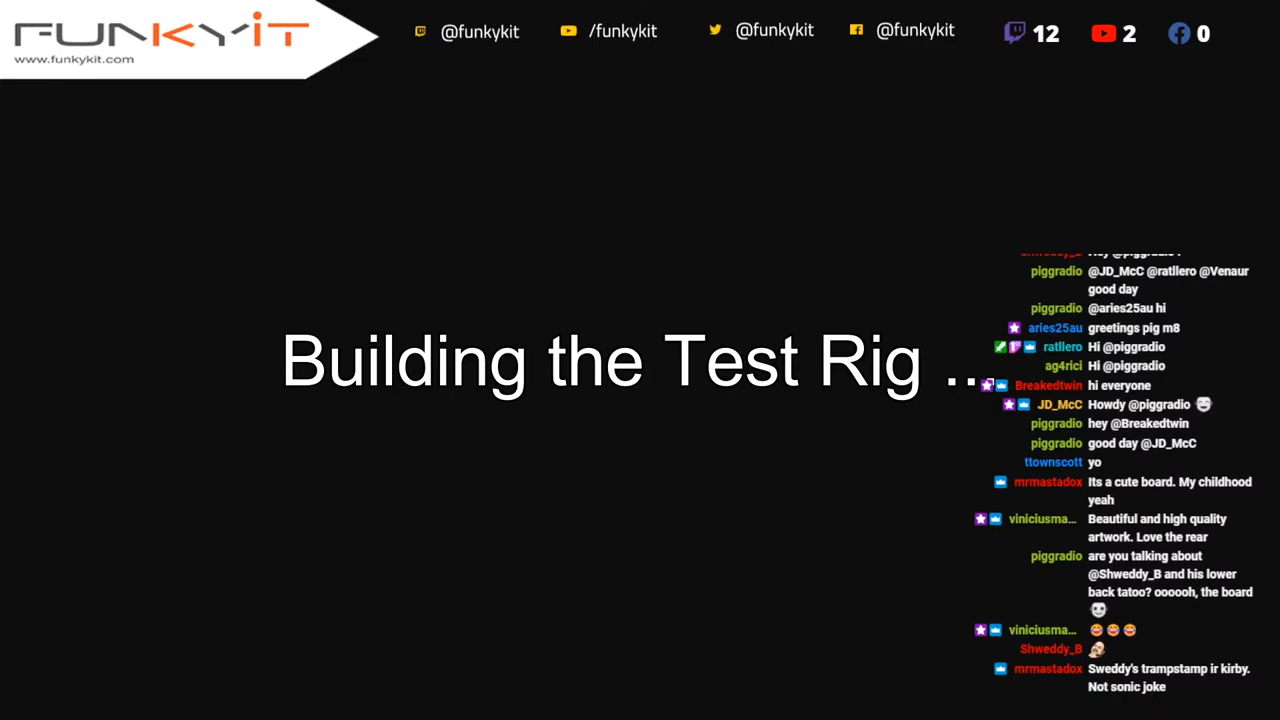 FUNKYiT
www.funkykit.com
@funkykit
/funkykit
@funkykit
@funkykit
12
2
0
Building the Test Rig ...
piggradio @JD_McC @ratllero @Venaur
good day
piggradio @aries25au hi
aries25au greetings pig m8
ratllero Hi @piggradio
ag4rici Hi @piggradio
Breakedtwin hi everyone
JD_McC Howdy @piggradio
piggradio hey @Breakedtwin
piggradio good day @JD_McC
ttownscott yo
mrmastadox Its a cute board. My childhood
yeah
viniciusma... Beautiful and high quality
artwork. Love the rear
piggradio are you talking about
@Shweddy_B and his lower
back tatoo? oooooh, the board
viniciusma...
Shweddy_B
mrmastadox Sweddy's trampstamp ir kirby.
Not sonic joke